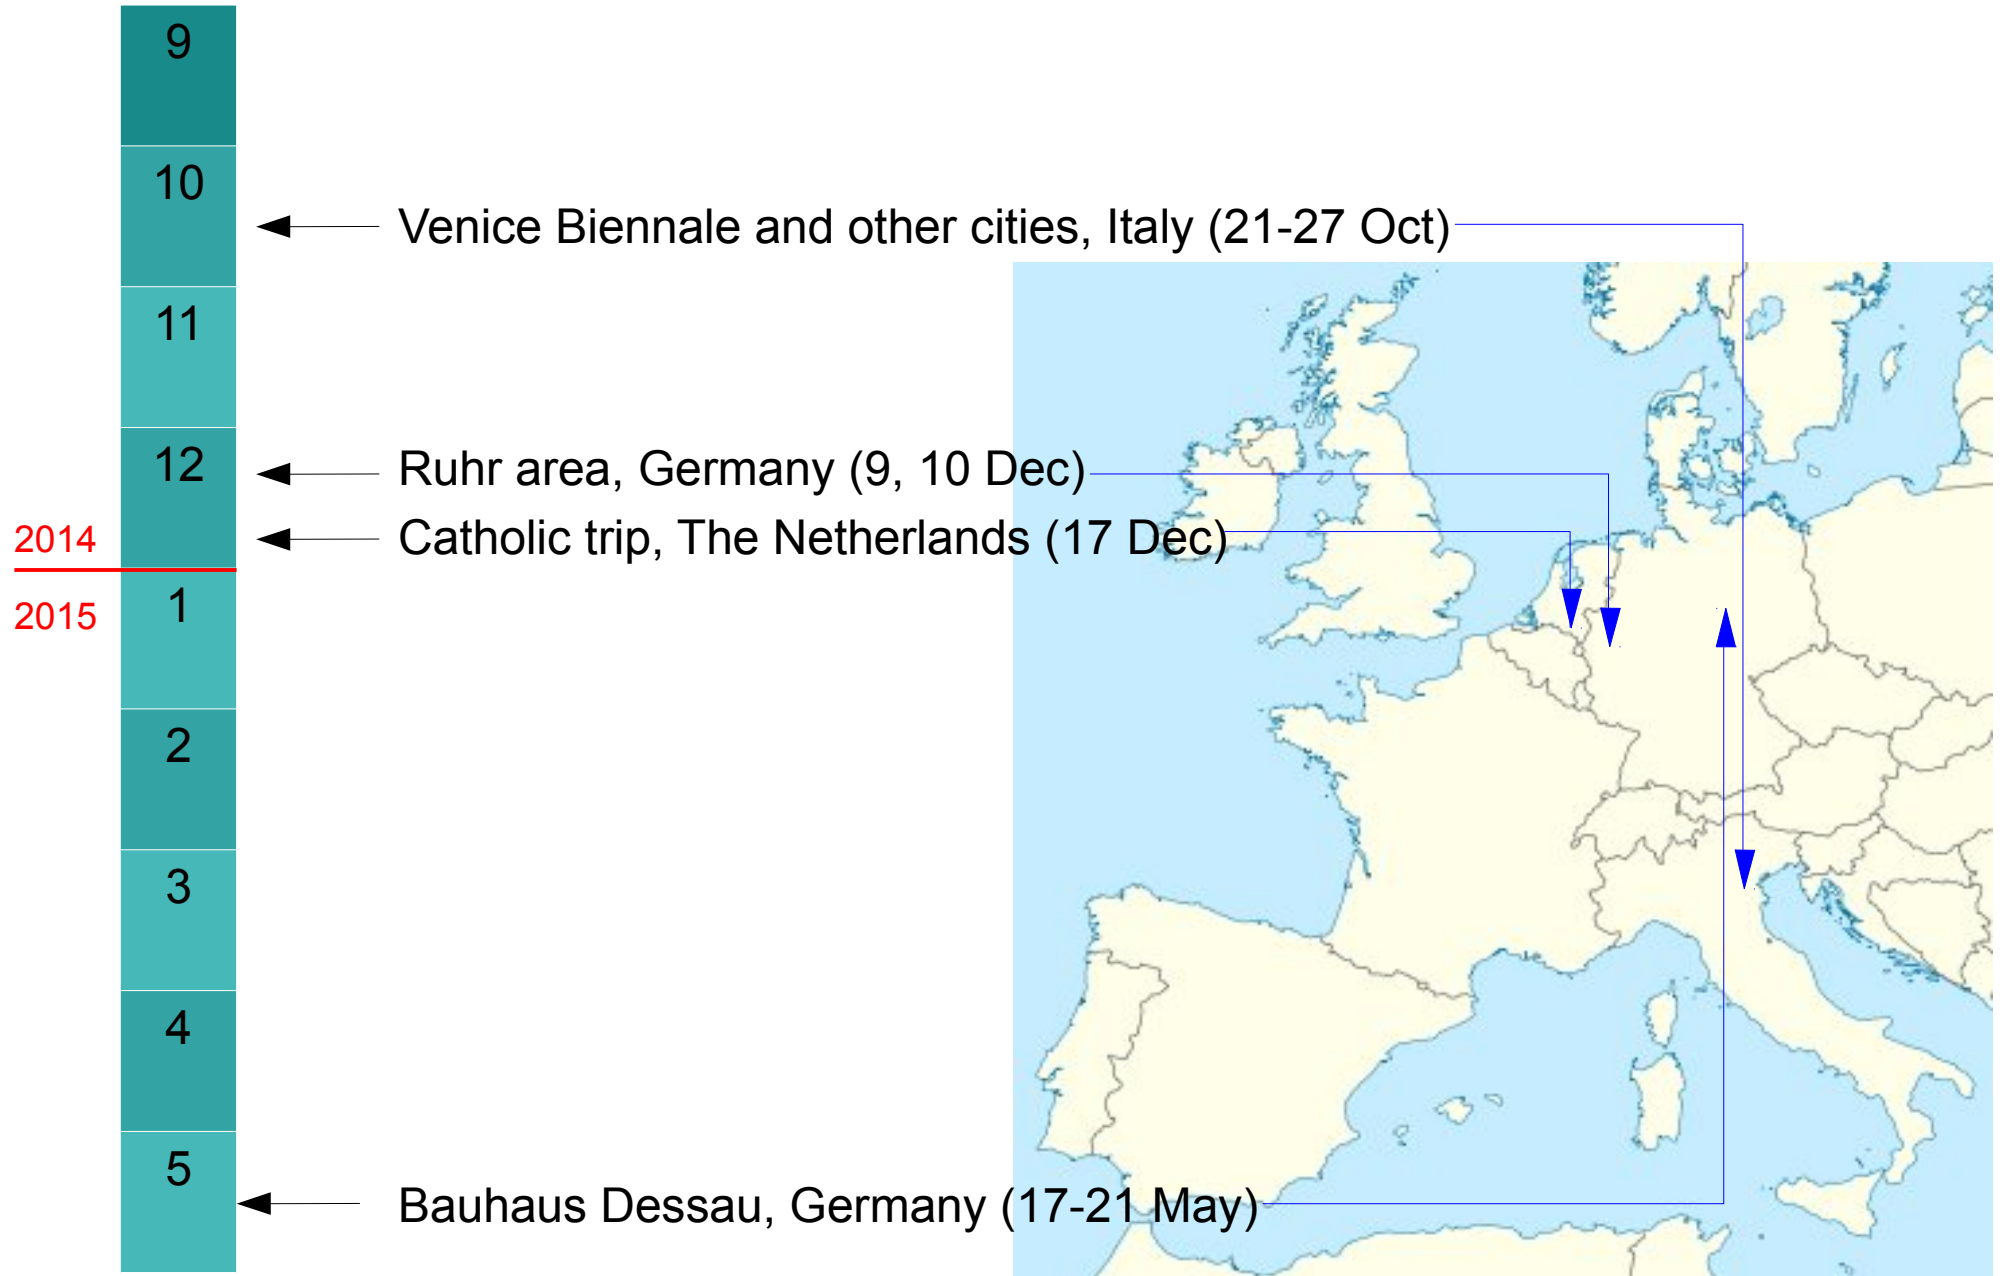 9
10
Venice Biennale and other cities, Italy (21-27 Oct)
11
12
Ruhr area, Germany (9, 10 Dec)
Catholic trip, The Netherlands (17 Dec)
2014
2015
1
2
3
4
5
Bauhaus Dessau, Germany (17-21 May)